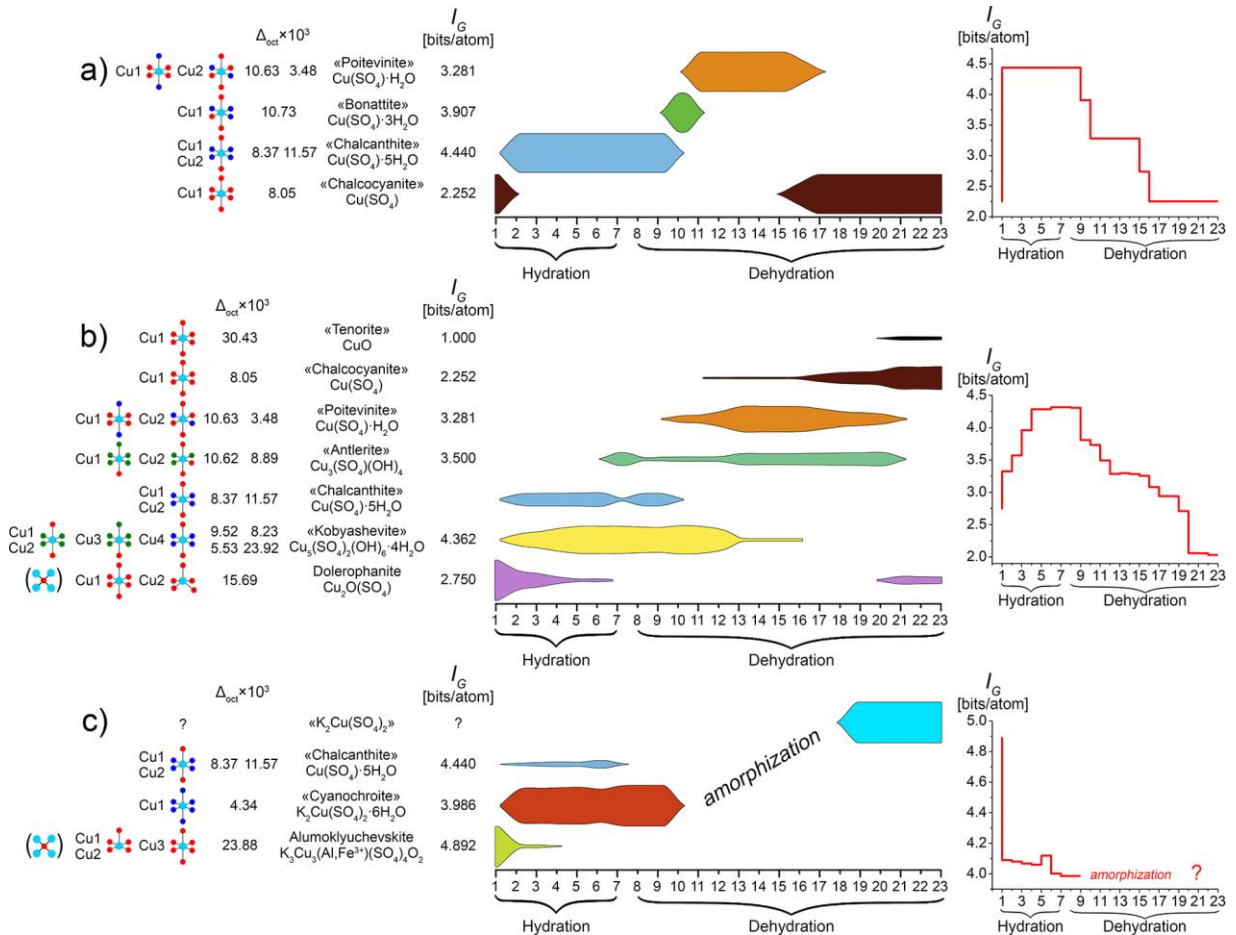 Δoct×10³
I_G
[bits/atom]
I_G
[bits/atom]
a) Cu1 Cu2 10.63 3.48 «Poitevinite» 3.281
Cu(SO₄)·H₂O
Cu1 10.73 «Bonattite» 3.907
Cu(SO₄)·3H₂O
Cu1
Cu2 8.37 11.57 «Chalcanthite» 4.440
Cu(SO₄)·5H₂O
Cu1 8.05 «Chalcocyanite» 2.252
Cu(SO₄)
1 2 3 4 5 6 7 8 9 10 11 12 13 14 15 16 17 18 19 20 21 22 23
Hydration Dehydration
4.5
4.0
3.5
3.0
2.5
2.0
1 3 5 7 9 11 13 15 17 19 21 23
Hydration Dehydration
Δoct×10³
I_G
[bits/atom]
I_G
[bits/atom]
b) Cu1 30.43 «Tenorite» 1.000
CuO
Cu1 8.05 «Chalcocyanite» 2.252
Cu(SO₄)
Cu1 Cu2 10.63 3.48 «Poitevinite» 3.281
Cu(SO₄)·H₂O
Cu1 Cu2 10.62 8.89 «Antlerite» 3.500
Cu₃(SO₄)(OH)₄
Cu1
Cu2 8.37 11.57 «Chalcanthite» 4.440
Cu(SO₄)·5H₂O
Cu1
Cu2 Cu3 Cu4 9.52 8.23
5.53 23.92 «Kobyashevite» 4.362
Cu₅(SO₄)₂(OH)₆·4H₂O
( ) Cu1 Cu2 15.69 Dolerophanite 2.750
Cu₂O(SO₄)
1 2 3 4 5 6 7 8 9 10 11 12 13 14 15 16 17 18 19 20 21 22 23
Hydration Dehydration
4.5
4.0
3.5
3.0
2.5
2.0
1 3 5 7 9 11 13 15 17 19 21 23
Hydration Dehydration
Δoct×10³
I_G
[bits/atom]
I_G
[bits/atom]
c) ? «K₂Cu(SO₄)₂» ?
Cu1
Cu2 8.37 11.57 «Chalcanthite» 4.440
Cu(SO₄)·5H₂O
Cu1 4.34 «Cyanochroite» 3.986
K₂Cu(SO₄)₂·6H₂O
( ) Cu1
Cu2 Cu3 23.88 Alumoklyuchevskite 4.892
K₃Cu₃(Al,Fe³⁺)(SO₄)₄O₂
amorphization
1 2 3 4 5 6 7 8 9 10 11 12 13 14 15 16 17 18 19 20 21 22 23
Hydration Dehydration
5.0
4.8
4.6
4.4
4.2
4.0
amorphization ?
1 3 5 7 9 11 13 15 17 19 21 23
Hydration Dehydration